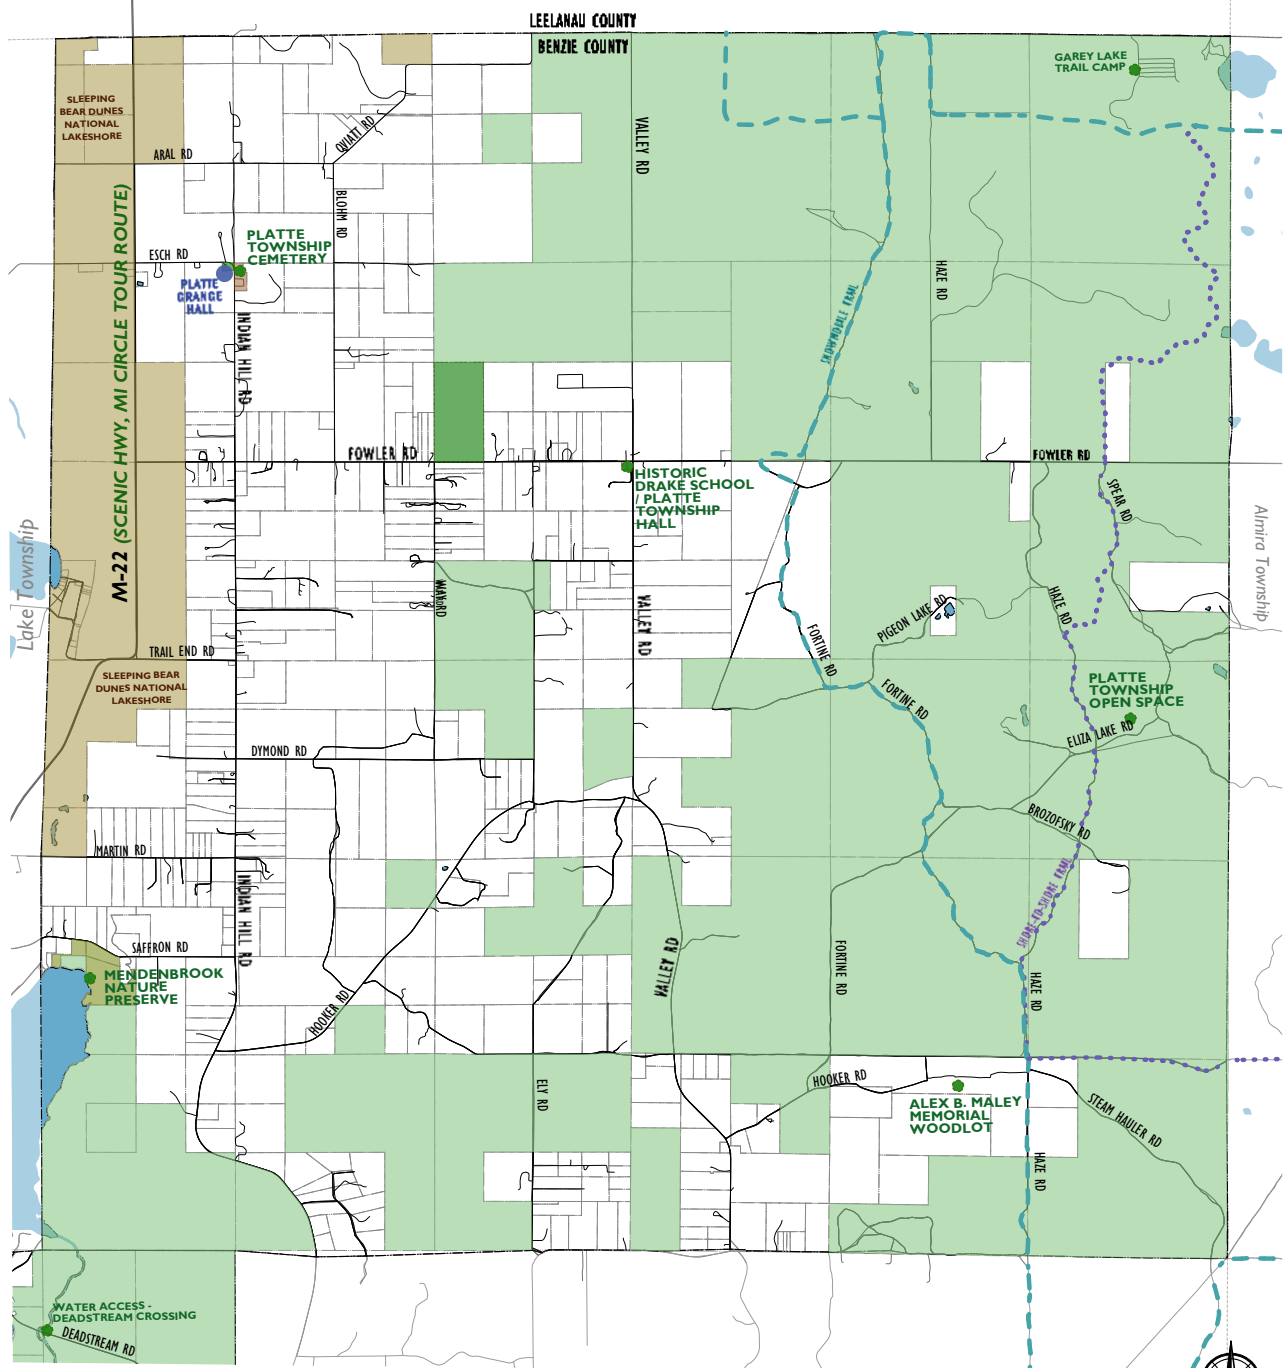 LEELANAU COUNTY
BENZIE COUNTY
GAREY LAKE
TRAIL CAMP
SLEEPING
BEAR DUNES
NATIONAL
LAKESHORE
ARAL RD
OVIATT RD
VALLEY RD
BLOHM RD
ESCH RD
PLATTE
TOWNSHIP
CEMETERY
PLATTE
GRANGE
HALL
M-22 (SCENIC HWY, MI CIRCLE TOUR ROUTE)
INDIAN HILL RD
SNOWMOBILE TRAIL
HAZE RD
FOWLER RD
FOWLER RD
HISTORIC
DRAKE SCHOOL
/ PLATTE
TOWNSHIP
HALL
SPEAR RD
Lake Township
Almira Township
VALLEY RD
PIGEON LAKE RD
HAZE RD
FORTINE RD
TRAIL END RD
SLEEPING BEAR
DUNES NATIONAL
LAKESHORE
FORTINE RD
PLATTE
TOWNSHIP
OPEN SPACE
ELIZA LAKE RD
DYMOND RD
BROZOFSKY RD
MARTIN RD
INDIAN HILL RD
SHORE-TO-SHORE TRAIL
SAFFRON RD
MENDENBROOK
NATURE
PRESERVE
VALLEY RD
FORTINE RD
HAZE RD
HOOKER RD
HOOKER RD
ELY RD
ALEX B. MALEY
MEMORIAL
WOODLOT
STEAM HAULER RD
HAZE RD
WATER ACCESS -
DEADSTREAM CROSSING
DEADSTREAM RD